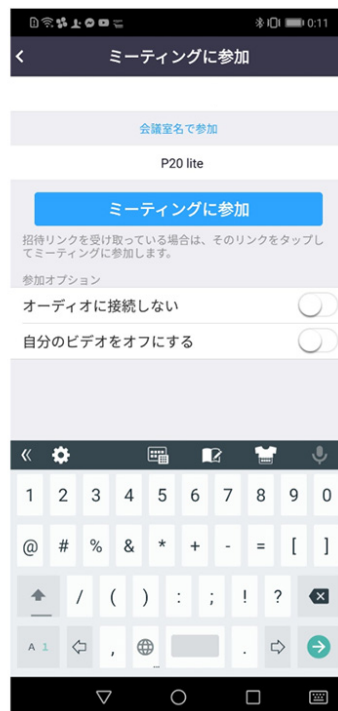 0:11
ミーティングに参加
会議室名で参加
P20 lite
ミーティングに参加
招待リンクを受け取っている場合は、そのリンクをタップし
てミーティングに参加します。
参加オプション
オーディオに接続しない
自分のビデオをオフにする
1 2 3 4 5 6 7 8 9 0
@ # % & * + - = [ ]
/ ( ) : ; ! ?
A 1 , .